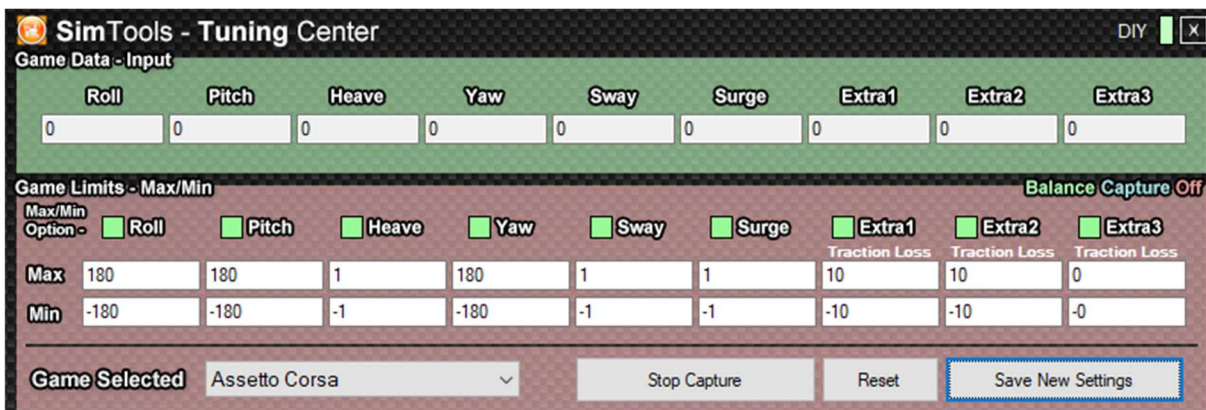 SimTools - Tuning Center DIY X
Game Data - Input
Roll Pitch Heave Yaw Sway Surge Extra1 Extra2 Extra3
0 0 0 0 0 0 0 0 0
Game Limits - Max/Min Balance Capture Off
Max/Min
Option - Roll Pitch Heave Yaw Sway Surge Extra1 Extra2 Extra3
Traction Loss Traction Loss Traction Loss
Max 180 180 1 180 1 1 10 10 0
Min -180 -180 -1 -180 -1 -1 -10 -10 -0
Game Selected Assetto Corsa Stop Capture Reset Save New Settings